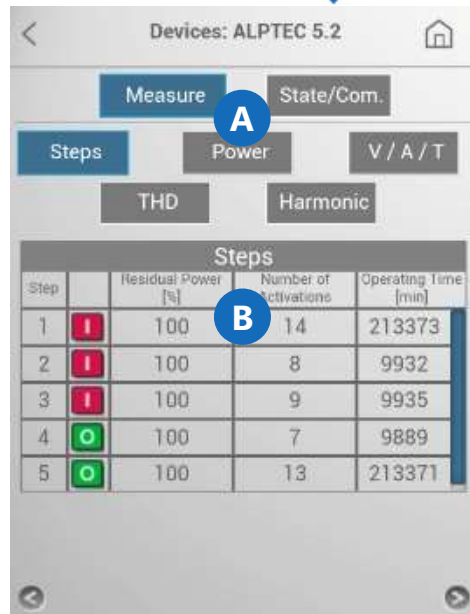 Devices: ALPTEC 5.2
Measure State/Com.
A
Steps Power V / A / T
THD Harmonic
Steps
Step Residual Power [%] Number of Activations Operating Time [min]
B
1 I 100 14 213373
2 I 100 8 9932
3 I 100 9 9935
4 O 100 7 9889
5 O 100 13 213371